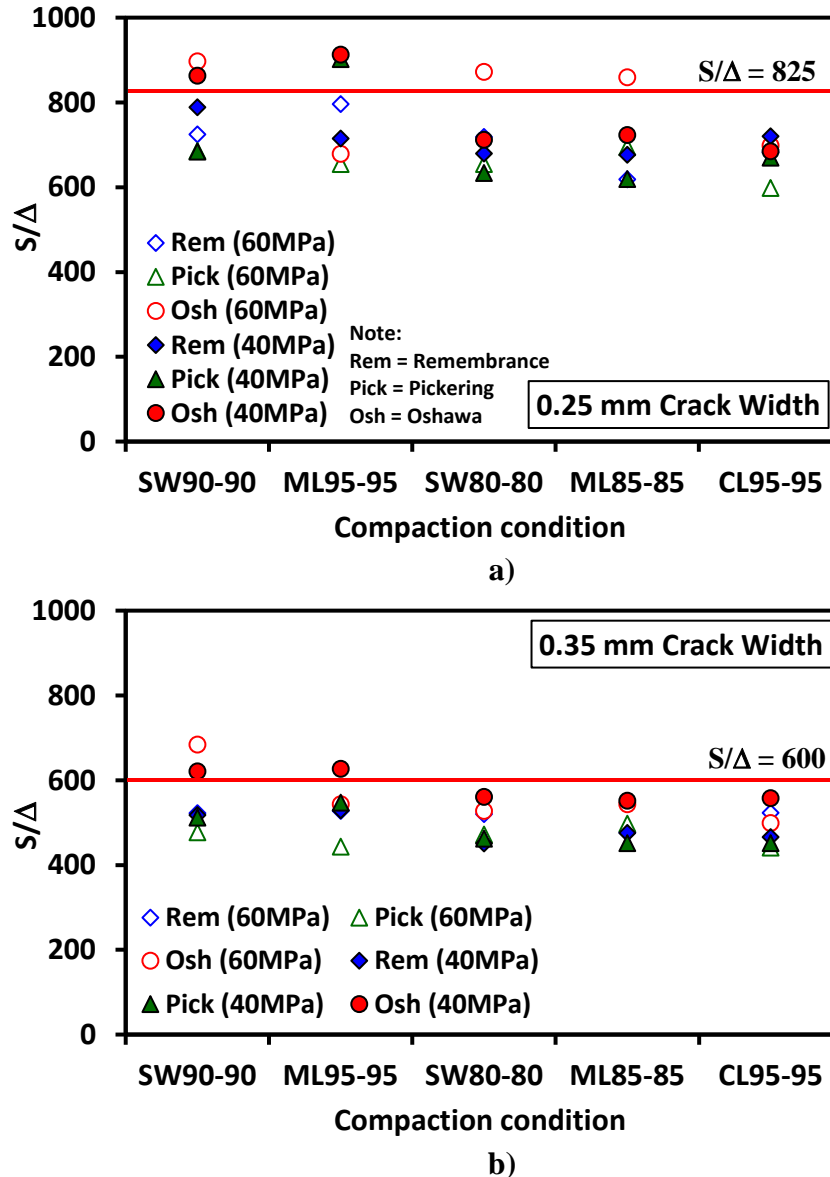 1000
800
600
400
200
0
S/Δ
S/Δ = 825
Rem (60MPa)
Pick (60MPa)
Osh (60MPa)
Rem (40MPa)
Pick (40MPa)
Osh (40MPa)
Note:
Rem = Remembrance
Pick = Pickering
Osh = Oshawa
0.25 mm Crack Width
SW90-90 ML95-95 SW80-80 ML85-85 CL95-95
Compaction condition
a)
1000
800
600
400
200
0
S/Δ
0.35 mm Crack Width
S/Δ = 600
Rem (60MPa) Pick (60MPa)
Osh (60MPa) Rem (40MPa)
Pick (40MPa) Osh (40MPa)
SW90-90 ML95-95 SW80-80 ML85-85 CL95-95
Compaction condition
b)